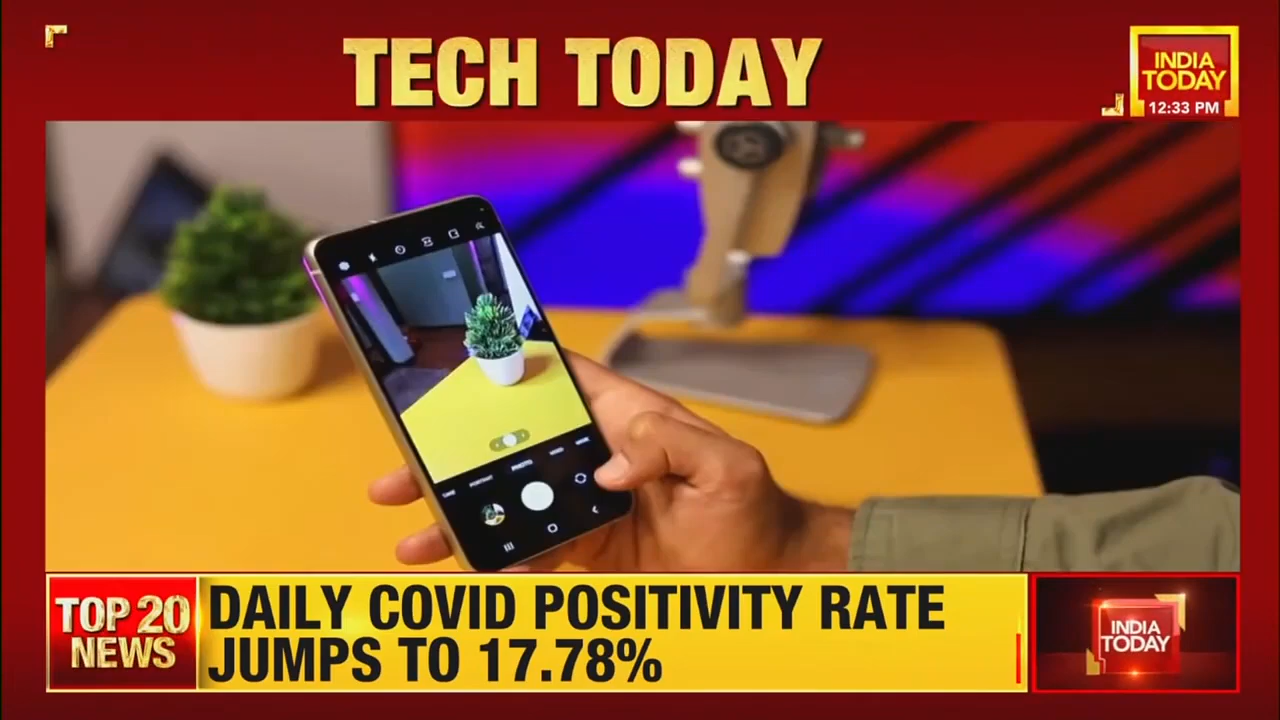 TECH TODAY
INDIA
TODAY
12:33 PM
PHOTO
TOP 20
NEWS
DAILY COVID POSITIVITY RATE
JUMPS TO 17.78%
INDIA
TODAY